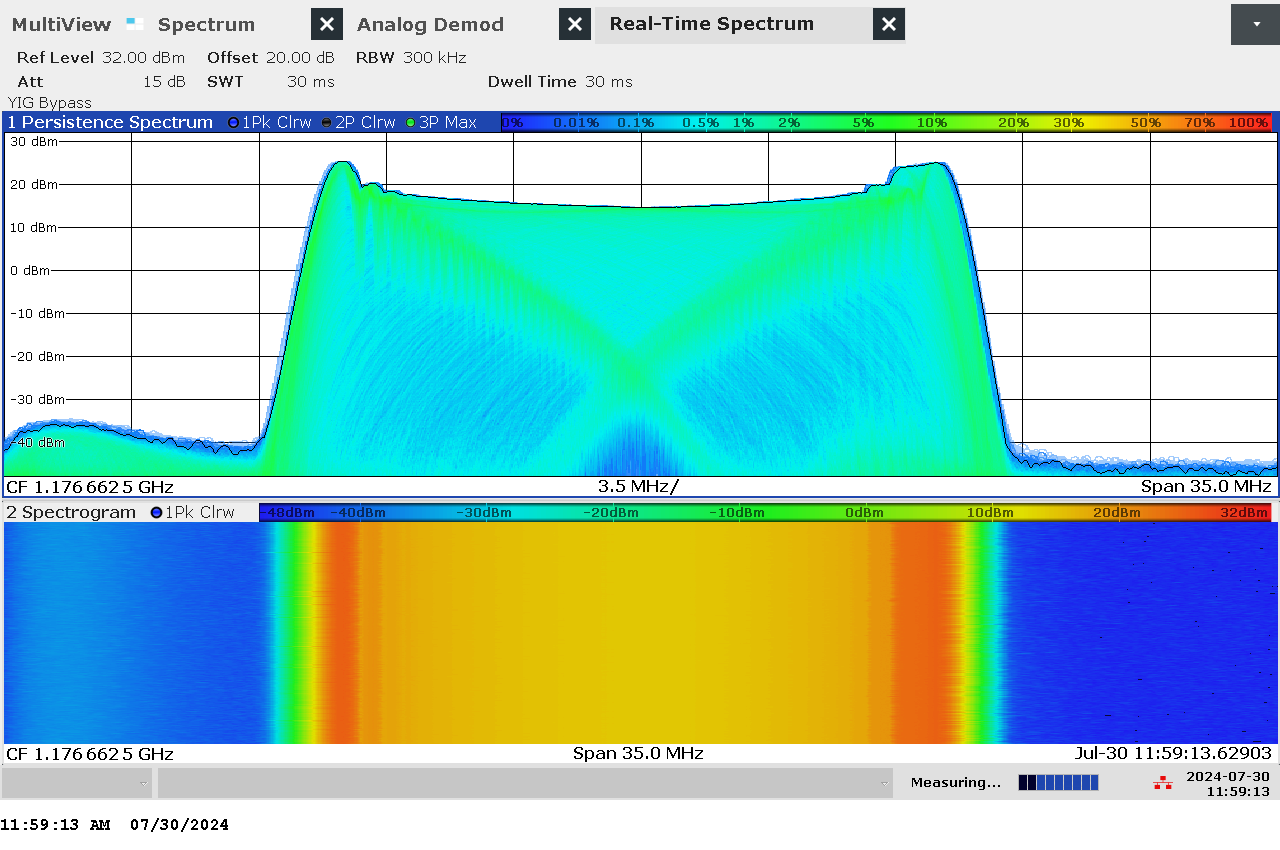 MultiView Spectrum Analog Demod Real-Time Spectrum
Ref Level 32.00 dBm Offset 20.00 dB RBW 300 kHz
Att 15 dB SWT 30 ms Dwell Time 30 ms
YIG Bypass
1 Persistence Spectrum 1Pk Clrw 2P Clrw 3P Max 0% 0.01% 0.1% 0.5% 1% 2% 5% 10% 20% 30% 50% 70% 100%
30 dBm
20 dBm
10 dBm
0 dBm
-10 dBm
-20 dBm
-30 dBm
-40 dBm
CF 1.176 662 5 GHz 3.5 MHz/ Span 35.0 MHz
2 Spectrogram 1Pk Clrw -48dBm -40dBm -30dBm -20dBm -10dBm 0dBm 10dBm 20dBm 32dBm
CF 1.176 662 5 GHz Span 35.0 MHz Jul-30 11:59:13.62903
Measuring... 2024-07-30
11:59:13
11:59:13 AM 07/30/2024